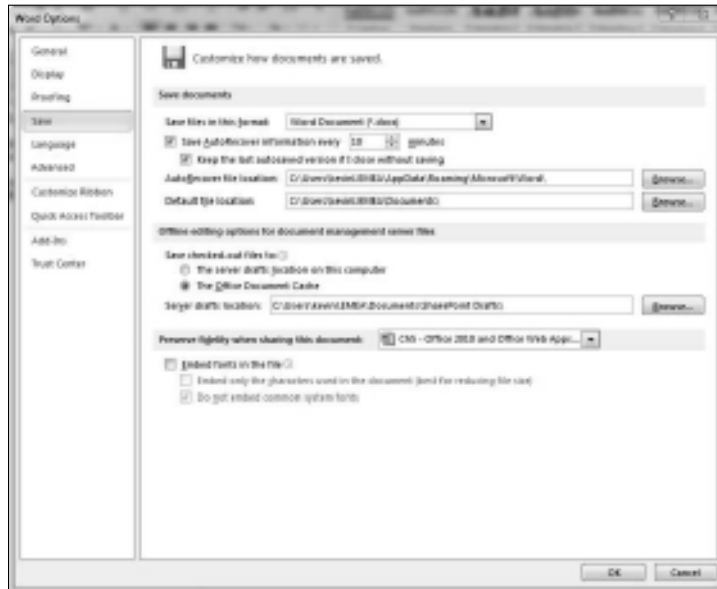 Word Options
General
Display
Proofing
Save
Language
Advanced
Customize Ribbon
Quick Access Toolbar
Add-Ins
Trust Center
Customize how documents are saved.
Save documents
Save files in this format: Word Document (*.docx)
Save AutoRecover information every 10 minutes
Keep the last autosaved version if I close without saving
AutoRecover file location: Browse...
Default file location: Browse...
Offline editing options for document management server files
Save checked-out files to:
The server drafts location on this computer
The Office Document Cache
Server drafts location: Browse...
Preserve fidelity when sharing this document: Office 2010 and Office Web Appl...
Embed fonts in the file
Embed only the characters used in the document (best for reducing file size)
Do not embed common system fonts
OK Cancel